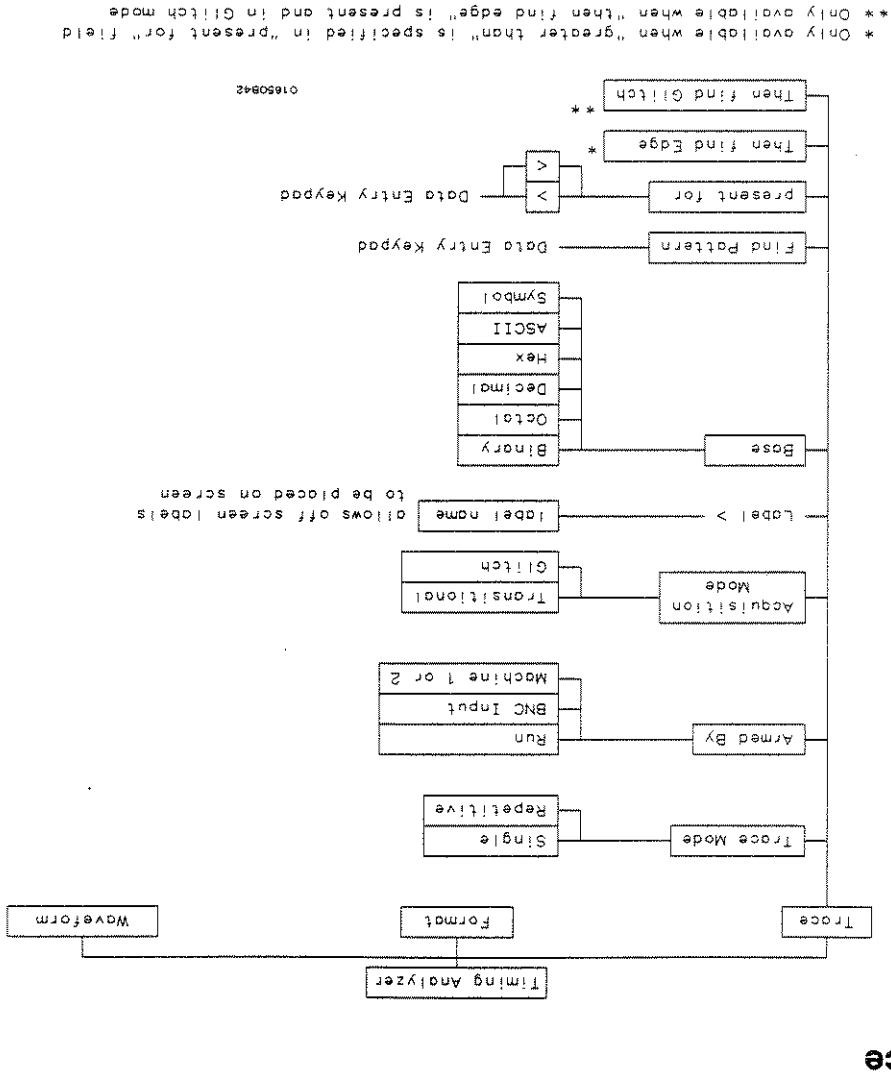 ce
Timing Analyzer
Trace
Format
Waveform
Trace Mode
Single
Repetitive
Armed By
Run
BNC Input
Machine 1 or 2
Acquisition
Mode
Transitional
Glitch
Label >
label name
allows off screen labels
to be placed on screen
Base
Binary
Octal
Decimal
Hex
ASCII
Symbol
Find Pattern
Data Entry Keypad
present for
>
<
Data Entry Keypad
Then find Edge *
Then find Glitch **
01650B42
* Only available when "greater than" is specified in "present for" field
** Only available when "then find edge" is present and in Glitch mode